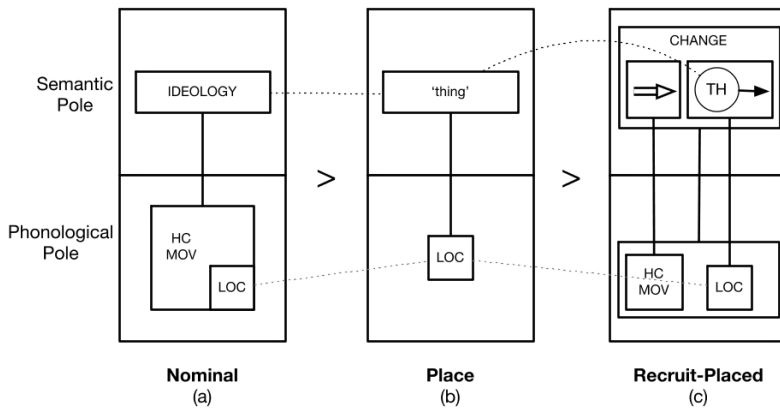 Semantic
Pole
Phonological
Pole
IDEOLOGY
HC
MOV
LOC
>
'thing'
LOC
>
CHANGE
TH
HC
MOV
LOC
Nominal
(a)
Place
(b)
Recruit-Placed
(c)